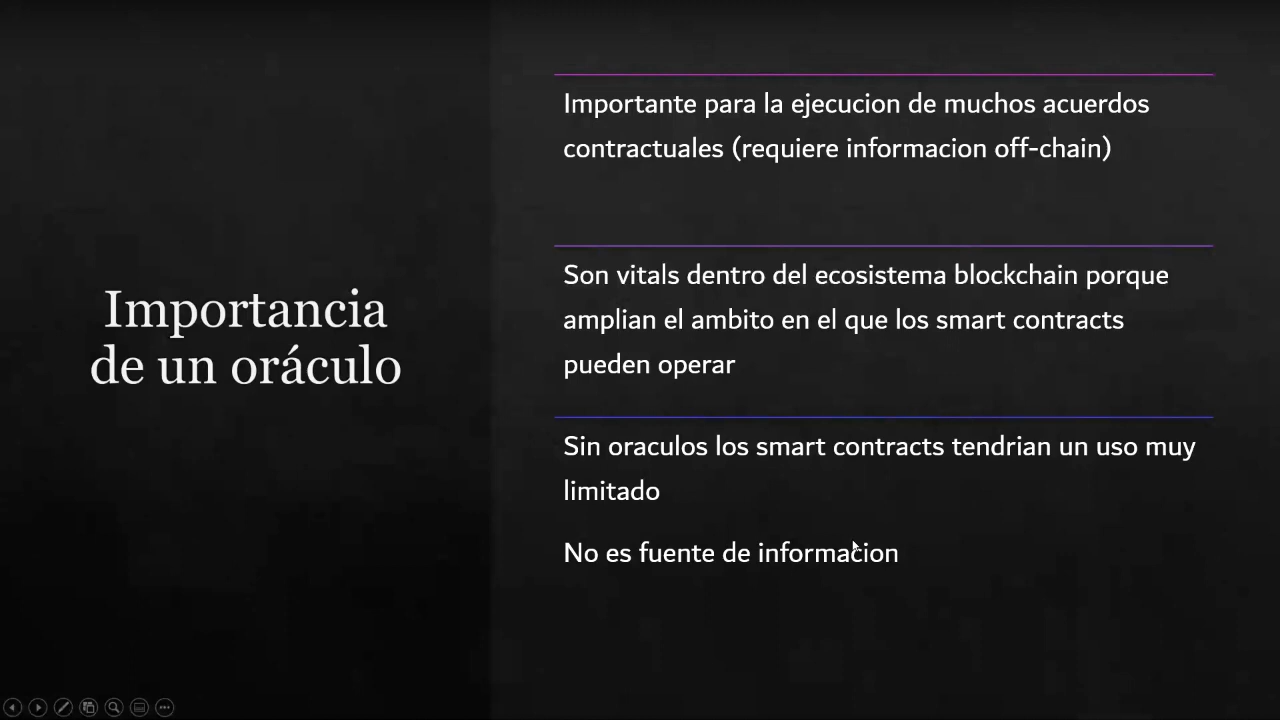 Importancia
de un oráculo
Importante para la ejecucion de muchos acuerdos
contractuales (requiere informacion off-chain)
Son vitals dentro del ecosistema blockchain porque
amplian el ambito en el que los smart contracts
pueden operar
Sin oraculos los smart contracts tendrian un uso muy
limitado
No es fuente de informacion